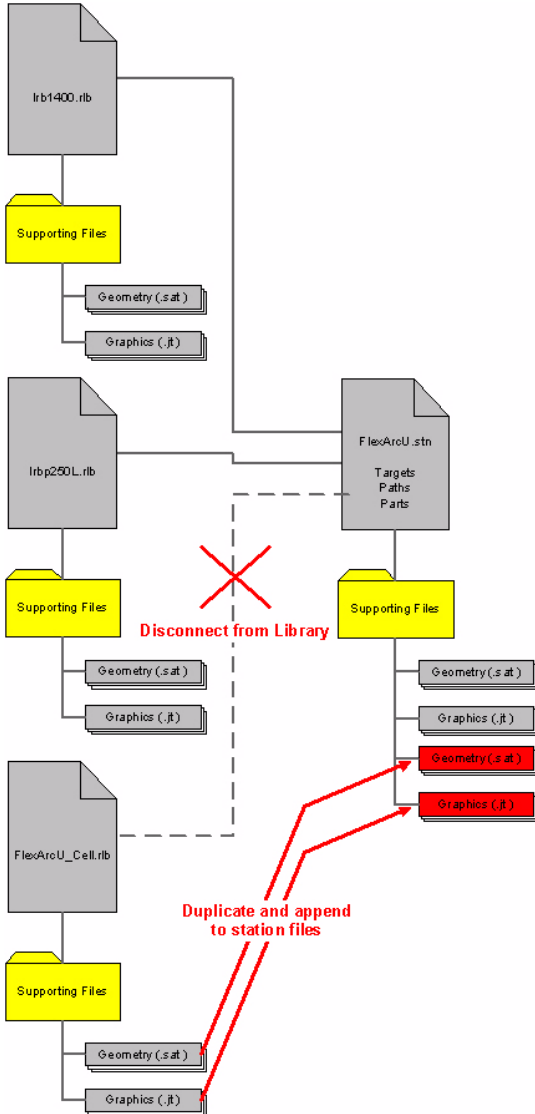 Irb1400.rlb
Supporting Files
Geometry (.sat)
Graphics (.jt)
Irbp250L.rlb
Supporting Files
Geometry (.sat)
Graphics (.jt)
FlexArcU_Cell.rlb
Supporting Files
Geometry (.sat)
Graphics (.jt)
Disconnect from Library
Duplicate and append
to station files
FlexArcU.stn
Targets
Paths
Parts
Supporting Files
Geometry (.sat)
Graphics (.jt)
Geometry (.sat)
Graphics (.jt)